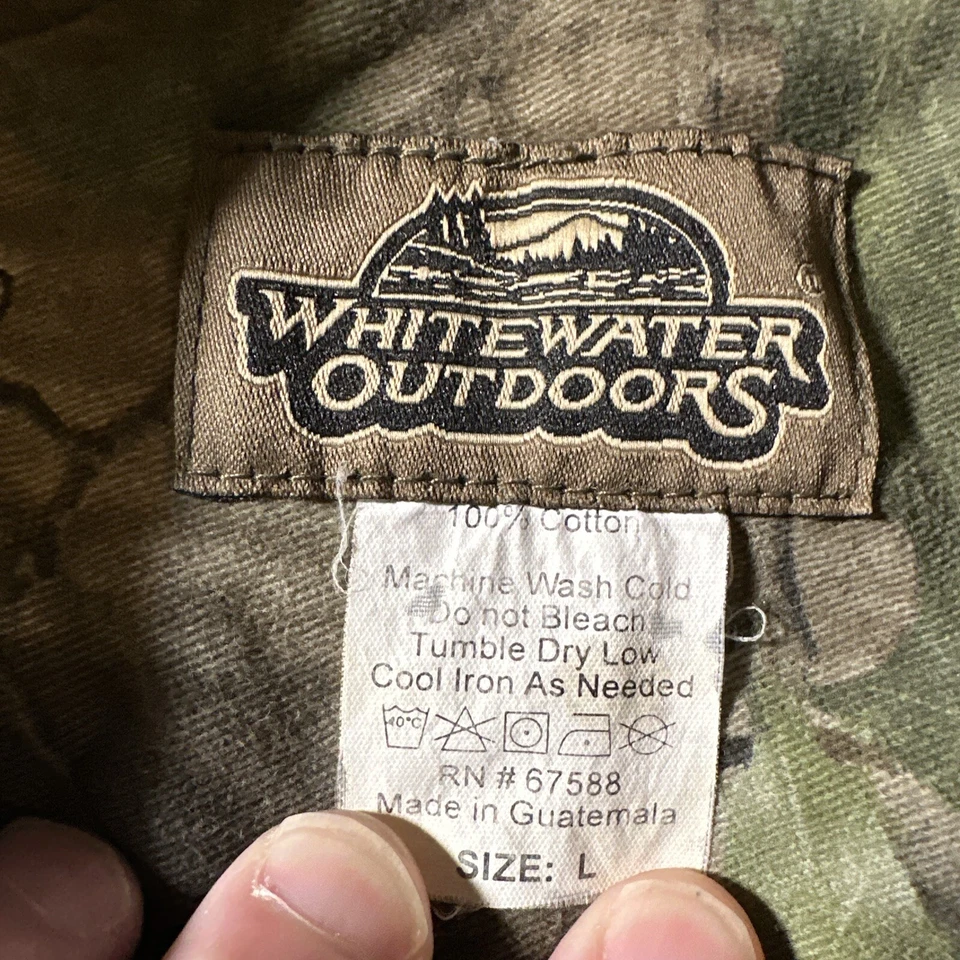 WHITEWATER
OUTDOORS
100% Cotton
Machine Wash Cold
Do not Bleach
Tumble Dry Low
Cool Iron As Needed
40°C
RN # 67588
Made in Guatemala
SIZE: L